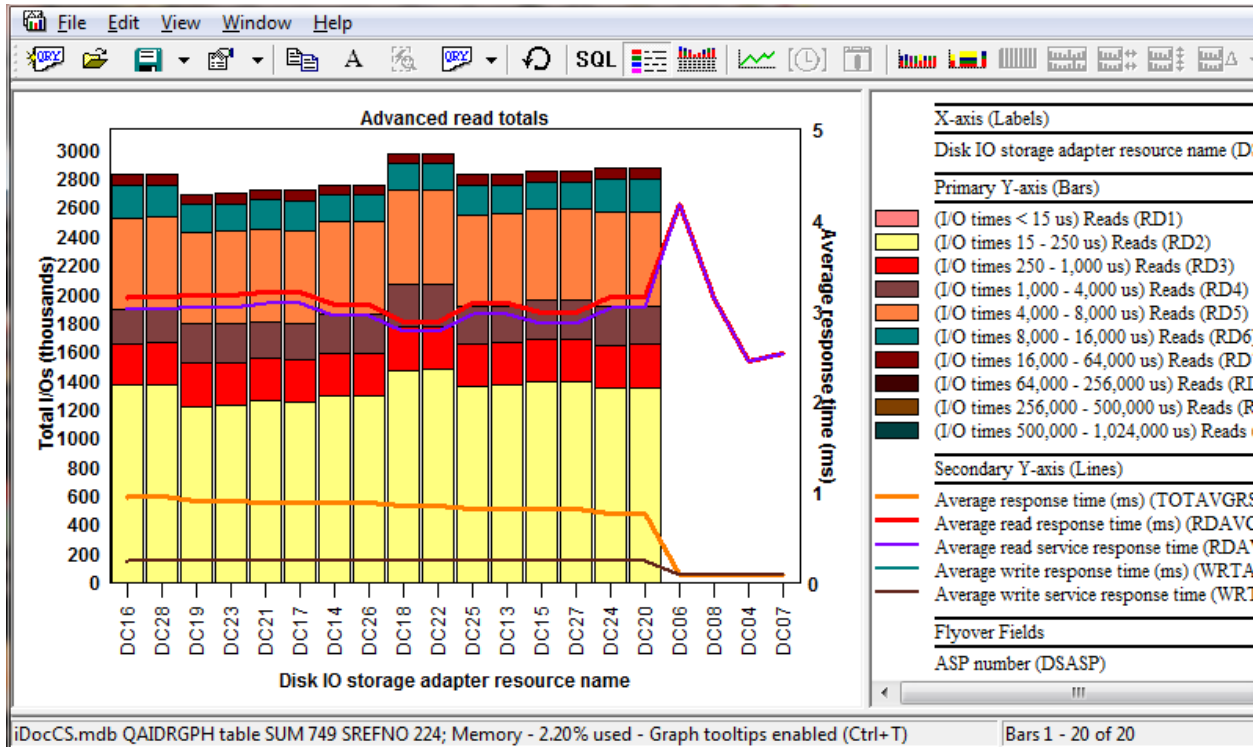 File Edit View Window Help
QRY A QRY SQL
Advanced read totals
3000
2800
2600
2400
2200
2000
1800
1600
1400
1200
1000
800
600
400
200
0
Total I/Os (thousands)
5
4
3
2
1
0
Average response time (ms)
DC16 DC28 DC19 DC23 DC21 DC17 DC14 DC26 DC18 DC22 DC25 DC13 DC15 DC27 DC24 DC20 DC06 DC08 DC04 DC07
Disk IO storage adapter resource name
X-axis (Labels)
Disk IO storage adapter resource name (D
Primary Y-axis (Bars)
(I/O times < 15 us) Reads (RD1)
(I/O times 15 - 250 us) Reads (RD2)
(I/O times 250 - 1,000 us) Reads (RD3)
(I/O times 1,000 - 4,000 us) Reads (RD4)
(I/O times 4,000 - 8,000 us) Reads (RD5)
(I/O times 8,000 - 16,000 us) Reads (RD6
(I/O times 16,000 - 64,000 us) Reads (RD
(I/O times 64,000 - 256,000 us) Reads (RD
(I/O times 256,000 - 500,000 us) Reads (R
(I/O times 500,000 - 1,024,000 us) Reads
Secondary Y-axis (Lines)
Average response time (ms) (TOTAVGRS
Average read response time (ms) (RDAVG
Average read service response time (RDAV
Average write response time (ms) (WRTA
Average write service response time (WRT
Flyover Fields
ASP number (DSASP)
iDocCS.mdb QAIDRGPH table SUM 749 SREFNO 224; Memory - 2.20% used - Graph tooltips enabled (Ctrl+T)
Bars 1 - 20 of 20